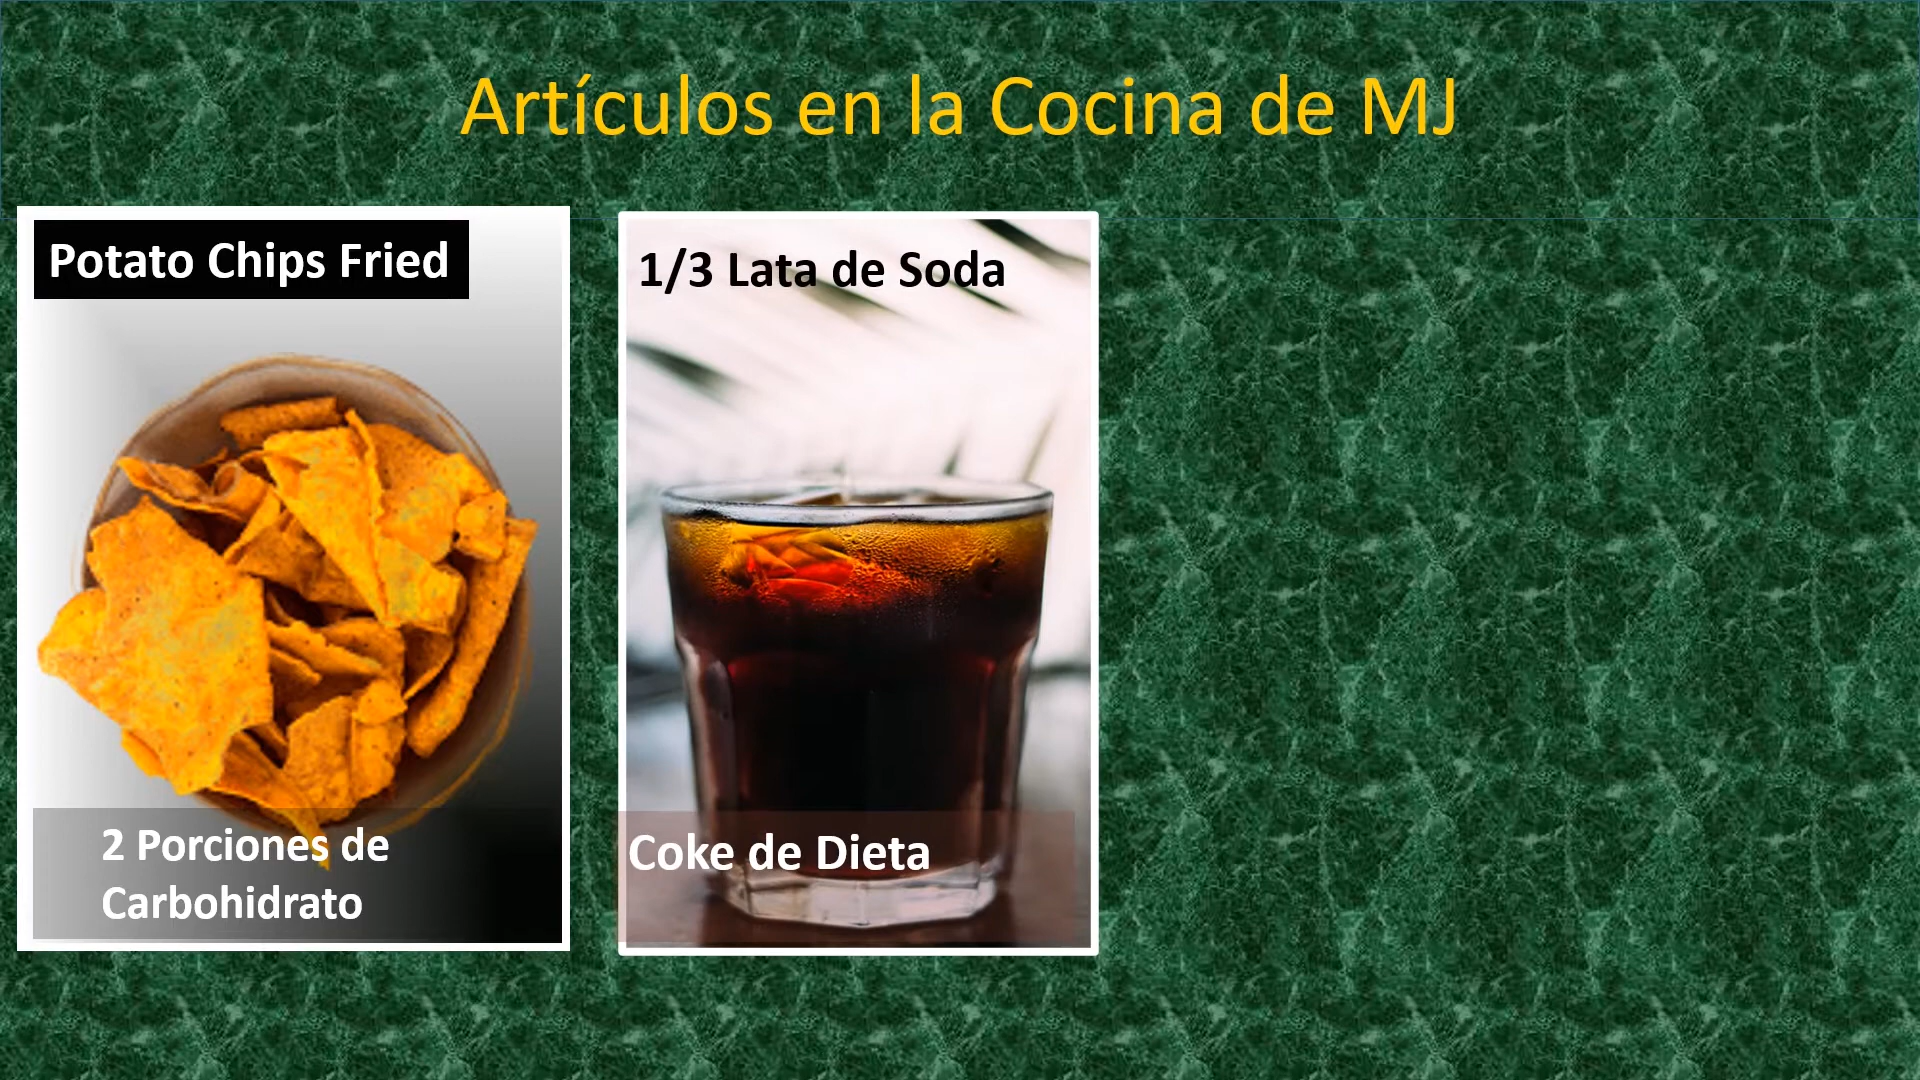 Artículos en la Cocina de MJ
Potato Chips Fried
2 Porciones de
Carbohidrato
1/3 Lata de Soda
Coke de Dieta